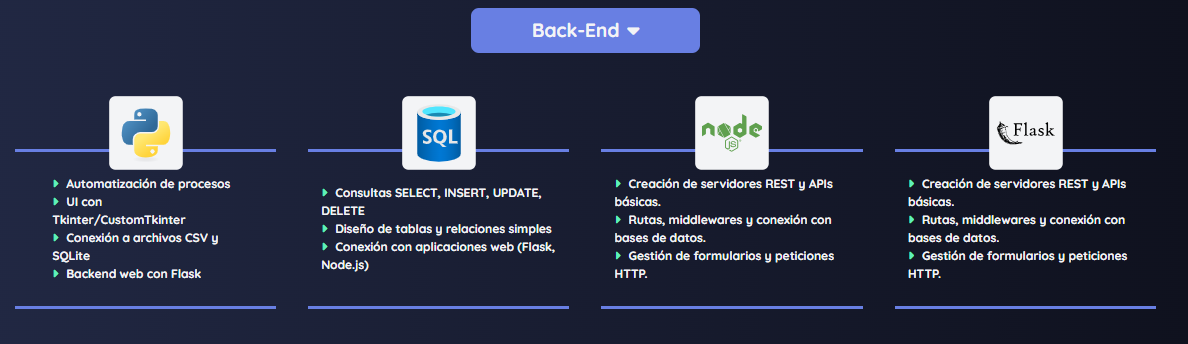 Back-End
SQL
node
JS
Flask
Automatización de procesos
UI con
Tkinter/CustomTkinter
Conexión a archivos CSV y
SQLite
Backend web con Flask
Consultas SELECT, INSERT, UPDATE,
DELETE
Diseño de tablas y relaciones simples
Conexión con aplicaciones web (Flask,
Node.js)
Creación de servidores REST y APIs
básicas.
Rutas, middlewares y conexión con
bases de datos.
Gestión de formularios y peticiones
HTTP.
Creación de servidores REST y APIs
básicas.
Rutas, middlewares y conexión con
bases de datos.
Gestión de formularios y peticiones
HTTP.